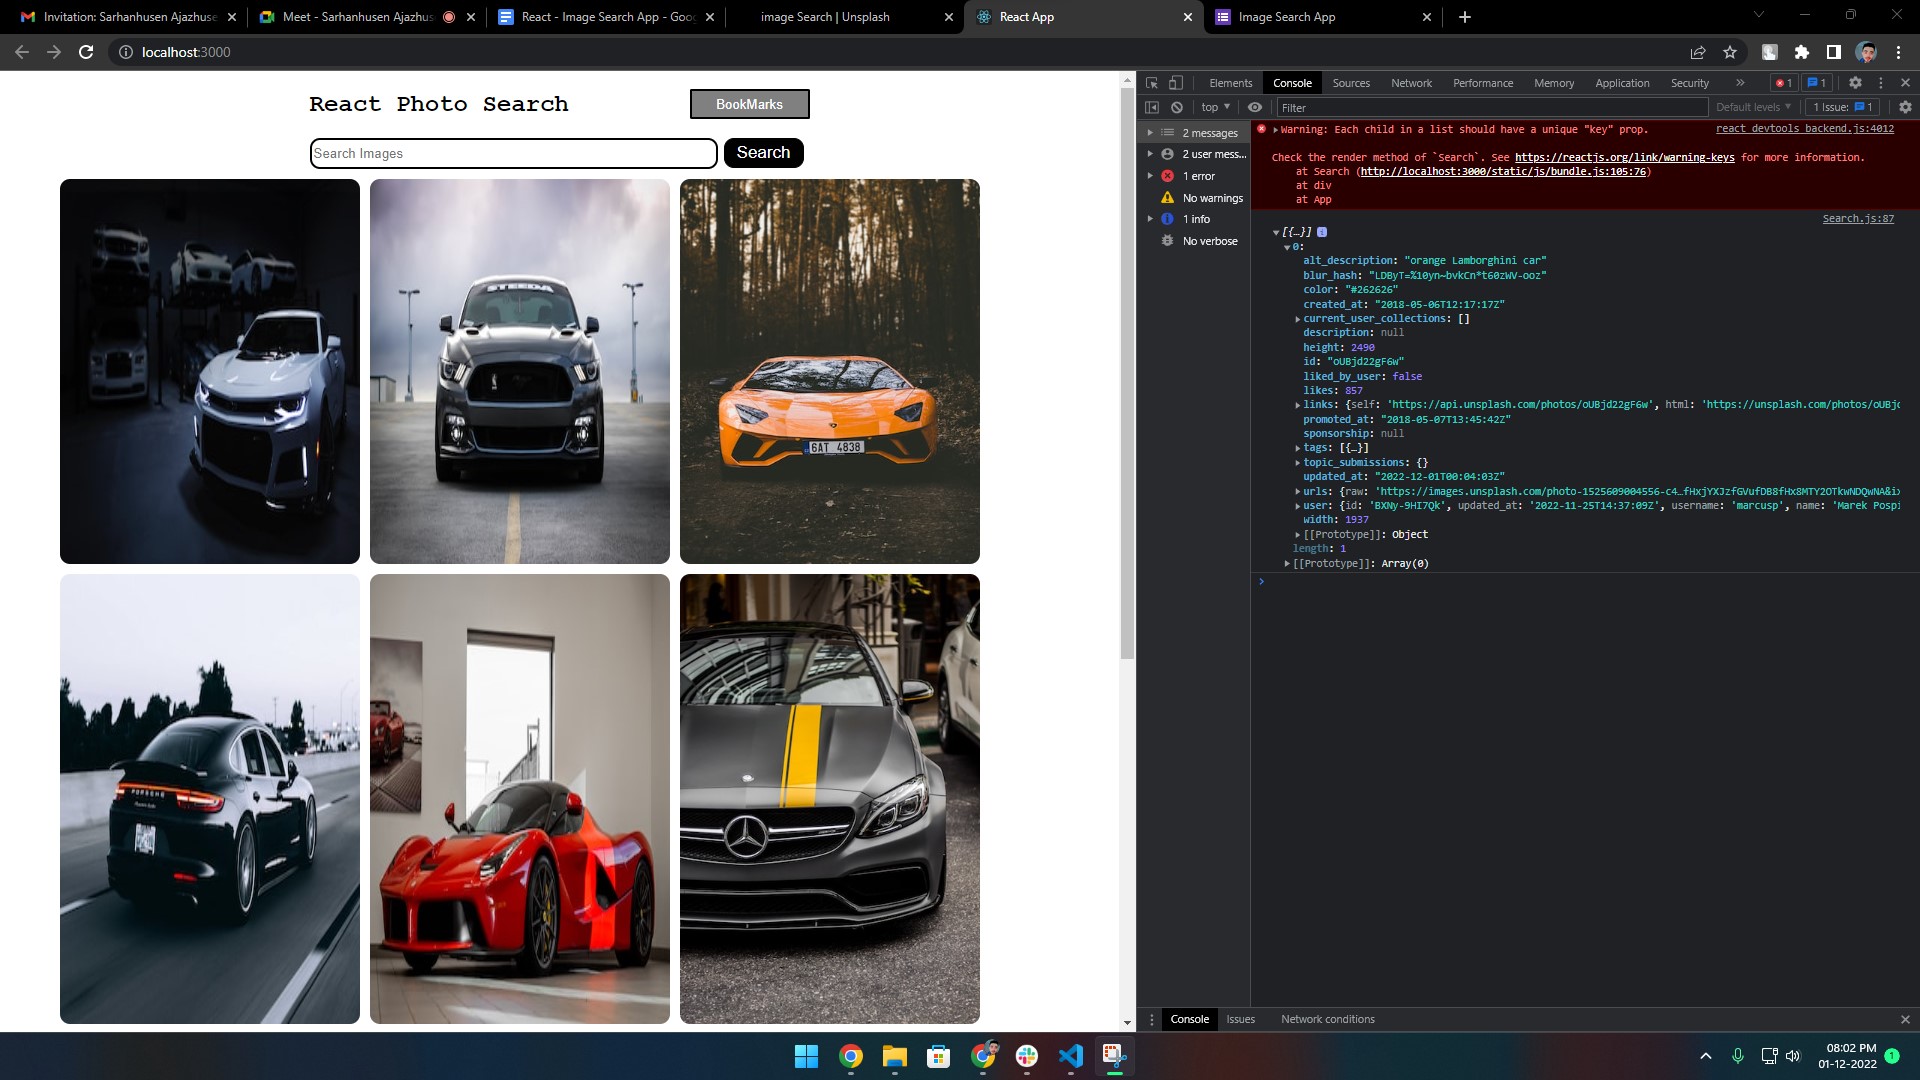 Invitation: Sarhanhusen Ajazhuse
Meet - Sarhanhusen Ajazhus
React - Image Search App - Goo
image Search | Unsplash
React App
Image Search App
localhost:3000
React Photo Search
BookMarks
Search Images
Search
STEEDA
6AT 4838
PORSCHE
Elements
Console
Sources
Network
Performance
Memory
Application
Security
1
1
top
Filter
Default levels
1 Issue: 1
2 messages
2 user mess...
1 error
No warnings
1 info
No verbose
Warning: Each child in a list should have a unique "key" prop.
react_devtools_backend.js:4012
Check the render method of `Search`. See https://reactjs.org/link/warning-keys for more information.
at Search (http://localhost:3000/static/js/bundle.js:105:76)
at div
at App
Search.js:87
[{…}]
0:
alt_description: "orange Lamborghini car"
blur_hash: "LDByT=%10yn~bvkCn*t60zWV-ooz"
color: "#262626"
created_at: "2018-05-06T12:17:17Z"
current_user_collections: []
description: null
height: 2490
id: "oUBjd22gF6w"
liked_by_user: false
likes: 857
links: {self: 'https://api.unsplash.com/photos/oUBjd22gF6w', html: 'https://unsplash.com/photos/oUBjd
promoted_at: "2018-05-07T13:45:42Z"
sponsorship: null
tags: [{…}]
topic_submissions: {}
updated_at: "2022-12-01T00:04:03Z"
urls: {raw: 'https://images.unsplash.com/photo-1525609004556-c4…fHxjYXJzfGVufDB8fHx8MTY2OTkwNDQwNA&ix
user: {id: 'BXNy-9HI7Qk', updated_at: '2022-11-25T14:37:09Z', username: 'marcusp', name: 'Marek Pospí
width: 1937
[[Prototype]]: Object
length: 1
[[Prototype]]: Array(0)
Console
Issues
Network conditions
08:02 PM
01-12-2022
1